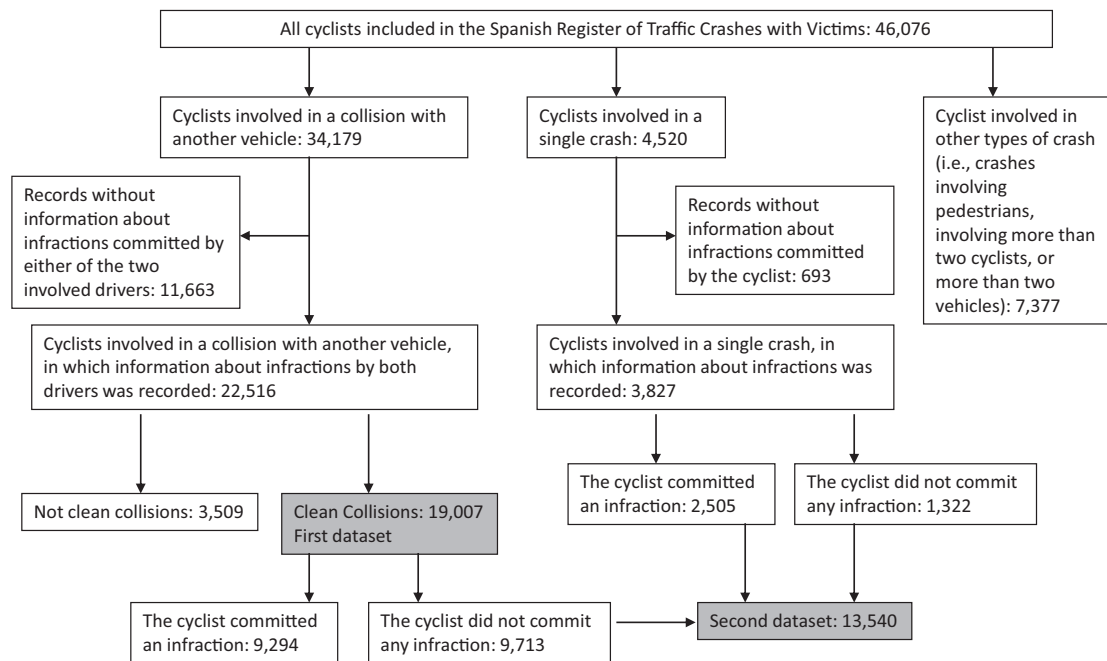 All cyclists included in the Spanish Register of Traffic Crashes with Victims: 46,076
Cyclists involved in a collision with
another vehicle: 34,179
Cyclists involved in a
single crash: 4,520
Cyclist involved in
other types of crash
(i.e., crashes
involving
pedestrians,
involving more than
two cyclists, or
more than two
vehicles): 7,377
Records without
information about
infractions committed by
either of the two
involved drivers: 11,663
Records without
information about
infractions committed
by the cyclist: 693
Cyclists involved in a collision with another vehicle,
in which information about infractions by both
drivers was recorded: 22,516
Cyclists involved in a single crash, in
which information about infractions was
recorded: 3,827
Not clean collisions: 3,509
Clean Collisions: 19,007
First dataset
The cyclist committed
an infraction: 2,505
The cyclist did not commit
any infraction: 1,322
The cyclist committed
an infraction: 9,294
The cyclist did not commit
any infraction: 9,713
Second dataset: 13,540